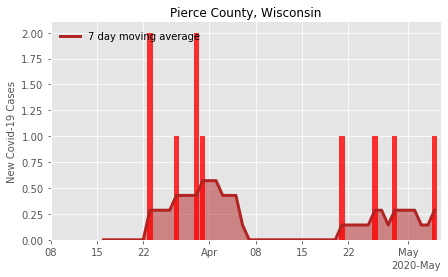 Pierce County, Wisconsin
7 day moving average
New Covid-19 Cases
2.00
1.75
1.50
1.25
1.00
0.75
0.50
0.25
0.00
08 15 22 Apr 08 15 22 May
2020-May